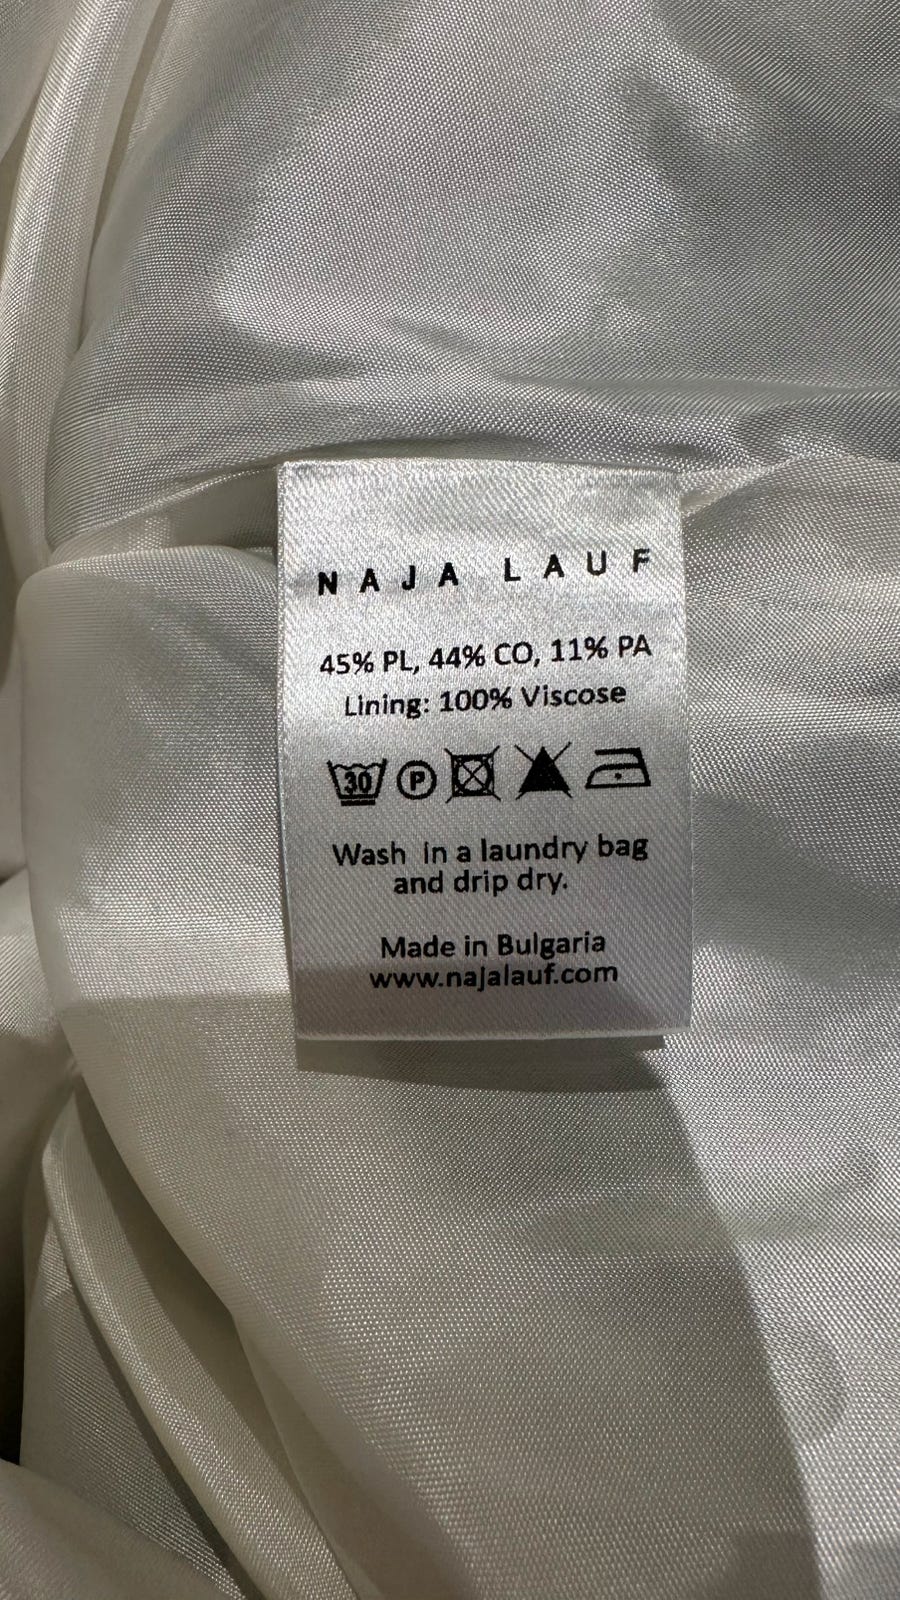 NAJA LAUF
45% PL, 44% CO, 11% PA
Lining: 100% Viscose
30 P
Wash in a laundry bag
and drip dry.
Made in Bulgaria
www.najalauf.com